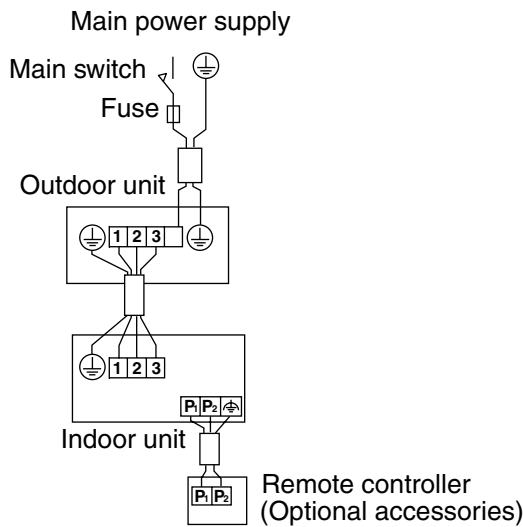 Main power supply
Main switch
Fuse
Outdoor unit
1 2 3
1 2 3
P1 P2
Indoor unit
P1 P2
Remote controller
(Optional accessories)